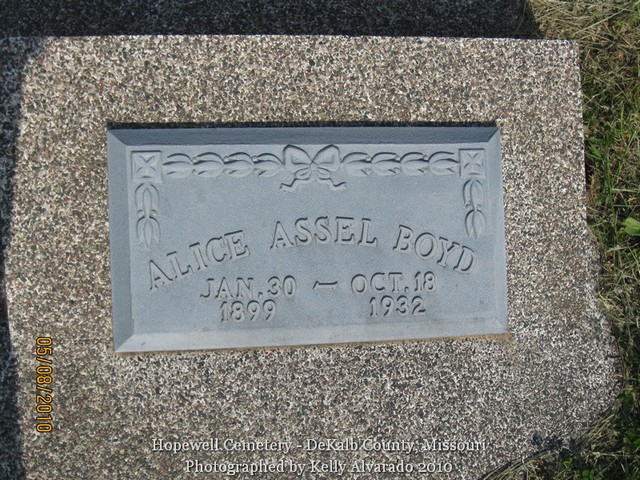 ALICE ASSEL BOYD
JAN. 30 — OCT. 18
1899 1932
05/08/2010
Hopewell Cemetery - DeKalb County, Missouri
Photographed by Kelly Alvarado 2010